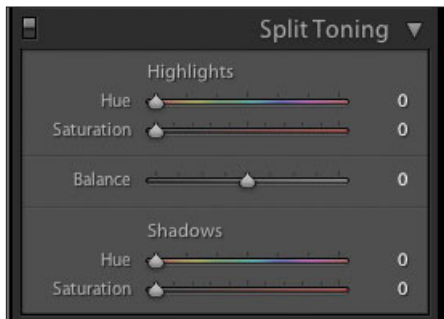 Split Toning
Highlights
Hue 0
Saturation 0
Balance 0
Shadows
Hue 0
Saturation 0